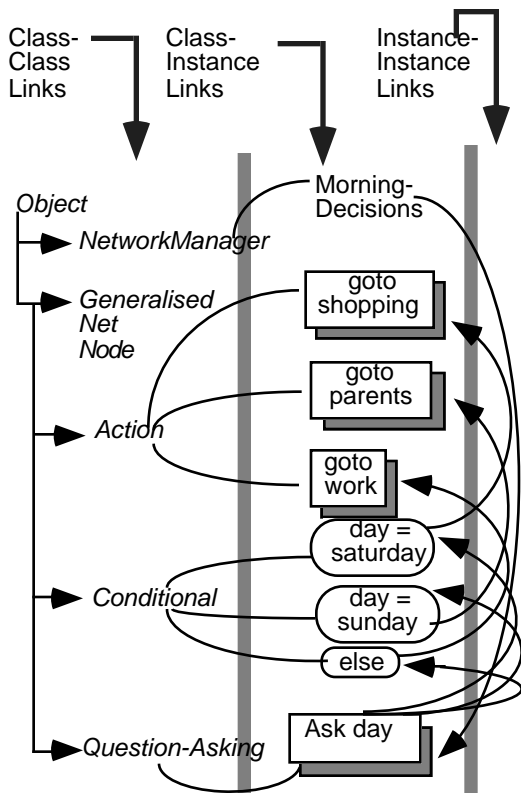 Class-
Class
Links
Class-
Instance
Links
Instance-
Instance
Links
Object
NetworkManager
Generalised
Net
Node
Action
Conditional
Question-Asking
Morning-
Decisions
goto
shopping
goto
parents
goto
work
day =
saturday
day =
sunday
else
Ask day